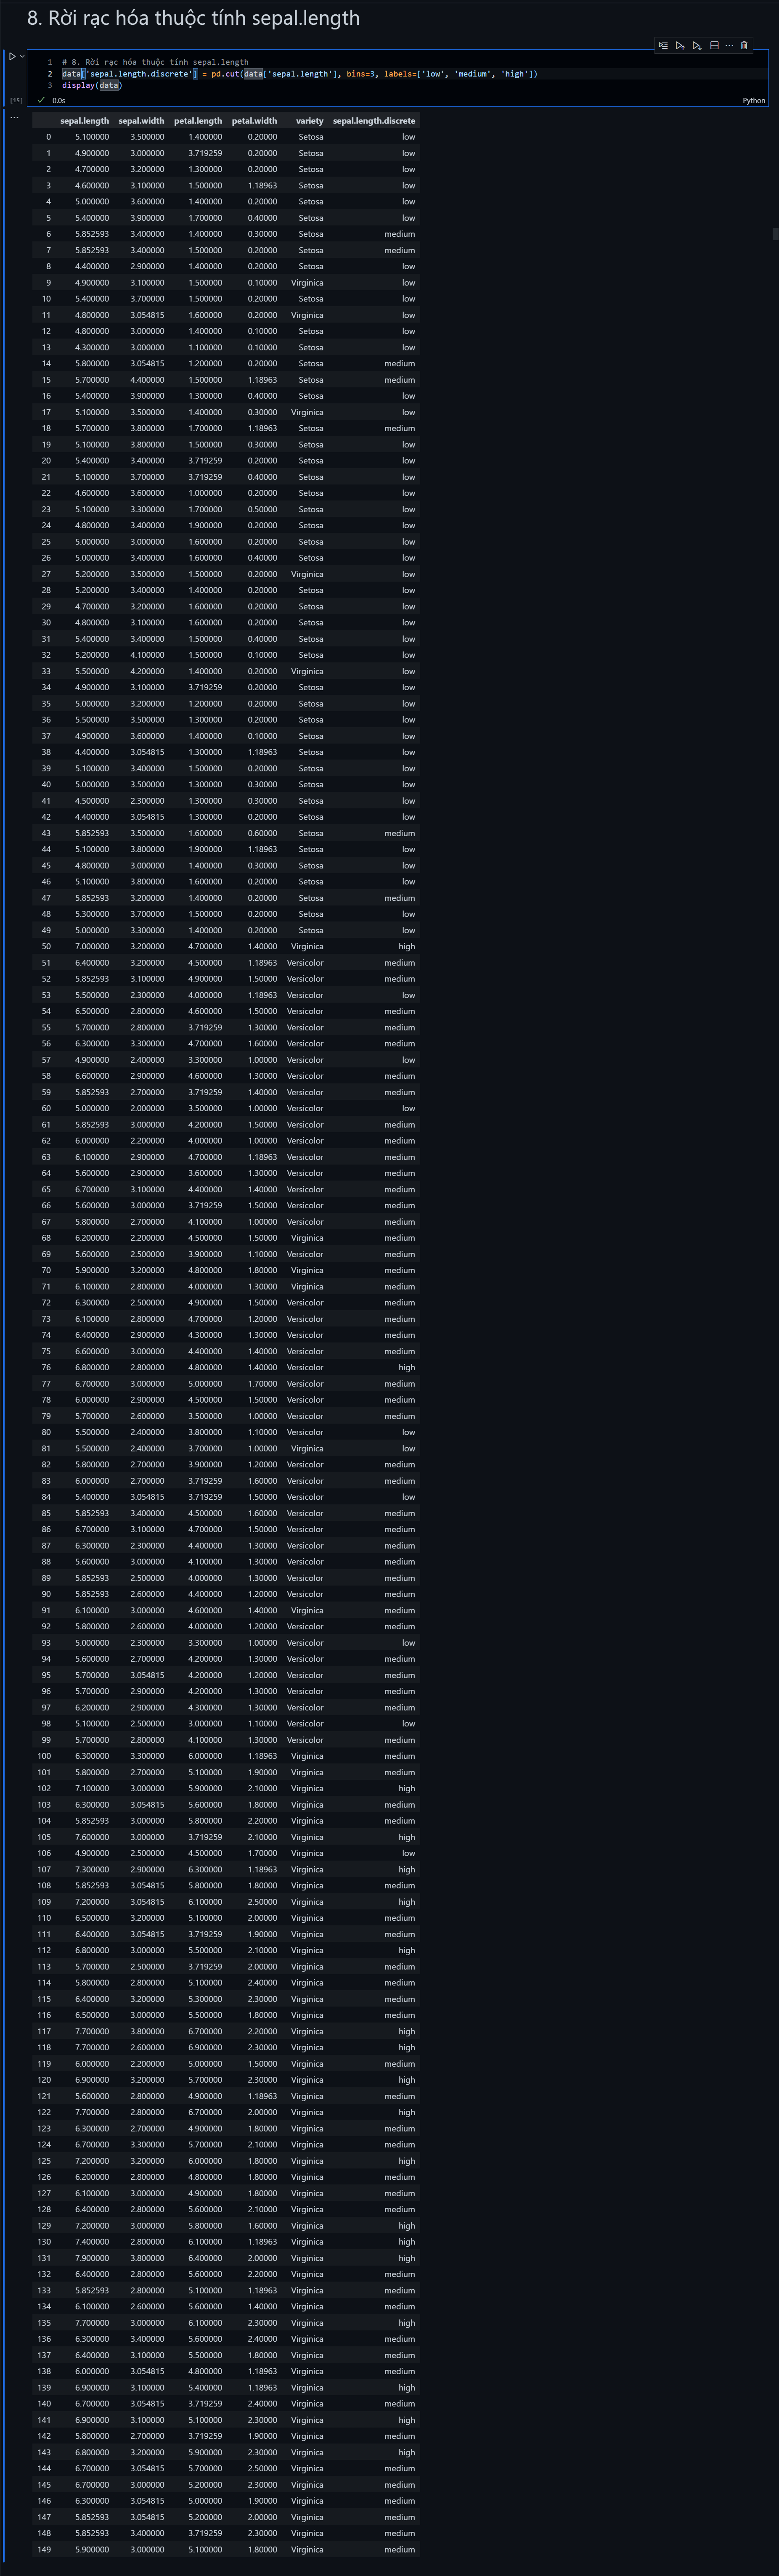 8. Rời rạc hóa thuộc tính sepal.length
1 # 8. Rời rạc hóa thuộc tính sepal.length
2 data['sepal.length.discrete'] = pd.cut(data['sepal.length'], bins=3, labels=['low', 'medium', 'high'])
3 display(data)
[15] 0.0s Python
... sepal.length sepal.width petal.length petal.width variety sepal.length.discrete
0 5.100000 3.500000 1.400000 0.20000 Setosa low
1 4.900000 3.000000 3.719259 0.20000 Setosa low
2 4.700000 3.200000 1.300000 0.20000 Setosa low
3 4.600000 3.100000 1.500000 1.18963 Setosa low
4 5.000000 3.600000 1.400000 0.20000 Setosa low
5 5.400000 3.900000 1.700000 0.40000 Setosa low
6 5.852593 3.400000 1.400000 0.30000 Setosa medium
7 5.852593 3.400000 1.500000 0.20000 Setosa medium
8 4.400000 2.900000 1.400000 0.20000 Setosa low
9 4.900000 3.100000 1.500000 0.10000 Virginica low
10 5.400000 3.700000 1.500000 0.20000 Setosa low
11 4.800000 3.054815 1.600000 0.20000 Virginica low
12 4.800000 3.000000 1.400000 0.10000 Setosa low
13 4.300000 3.000000 1.100000 0.10000 Setosa low
14 5.800000 3.054815 1.200000 0.20000 Setosa medium
15 5.700000 4.400000 1.500000 1.18963 Setosa medium
16 5.400000 3.900000 1.300000 0.40000 Setosa low
17 5.100000 3.500000 1.400000 0.30000 Virginica low
18 5.700000 3.800000 1.700000 1.18963 Setosa medium
19 5.100000 3.800000 1.500000 0.30000 Setosa low
20 5.400000 3.400000 3.719259 0.20000 Setosa low
21 5.100000 3.700000 3.719259 0.40000 Setosa low
22 4.600000 3.600000 1.000000 0.20000 Setosa low
23 5.100000 3.300000 1.700000 0.50000 Setosa low
24 4.800000 3.400000 1.900000 0.20000 Setosa low
25 5.000000 3.000000 1.600000 0.20000 Setosa low
26 5.000000 3.400000 1.600000 0.40000 Setosa low
27 5.200000 3.500000 1.500000 0.20000 Virginica low
28 5.200000 3.400000 1.400000 0.20000 Setosa low
29 4.700000 3.200000 1.600000 0.20000 Setosa low
30 4.800000 3.100000 1.600000 0.20000 Setosa low
31 5.400000 3.400000 1.500000 0.40000 Setosa low
32 5.200000 4.100000 1.500000 0.10000 Setosa low
33 5.500000 4.200000 1.400000 0.20000 Virginica low
34 4.900000 3.100000 3.719259 0.20000 Setosa low
35 5.000000 3.200000 1.200000 0.20000 Setosa low
36 5.500000 3.500000 1.300000 0.20000 Setosa low
37 4.900000 3.600000 1.400000 0.10000 Setosa low
38 4.400000 3.054815 1.300000 1.18963 Setosa low
39 5.100000 3.400000 1.500000 0.20000 Setosa low
40 5.000000 3.500000 1.300000 0.30000 Setosa low
41 4.500000 2.300000 1.300000 0.30000 Setosa low
42 4.400000 3.054815 1.300000 0.20000 Setosa low
43 5.852593 3.500000 1.600000 0.60000 Setosa medium
44 5.100000 3.800000 1.900000 1.18963 Setosa low
45 4.800000 3.000000 1.400000 0.30000 Setosa low
46 5.100000 3.800000 1.600000 0.20000 Setosa low
47 5.852593 3.200000 1.400000 0.20000 Setosa medium
48 5.300000 3.700000 1.500000 0.20000 Setosa low
49 5.000000 3.300000 1.400000 0.20000 Setosa low
50 7.000000 3.200000 4.700000 1.40000 Virginica high
51 6.400000 3.200000 4.500000 1.18963 Versicolor medium
52 5.852593 3.100000 4.900000 1.50000 Versicolor medium
53 5.500000 2.300000 4.000000 1.18963 Versicolor low
54 6.500000 2.800000 4.600000 1.50000 Versicolor medium
55 5.700000 2.800000 3.719259 1.30000 Versicolor medium
56 6.300000 3.300000 4.700000 1.60000 Versicolor medium
57 4.900000 2.400000 3.300000 1.00000 Versicolor low
58 6.600000 2.900000 4.600000 1.30000 Versicolor medium
59 5.852593 2.700000 3.719259 1.40000 Versicolor medium
60 5.000000 2.000000 3.500000 1.00000 Versicolor low
61 5.852593 3.000000 4.200000 1.50000 Versicolor medium
62 6.000000 2.200000 4.000000 1.00000 Versicolor medium
63 6.100000 2.900000 4.700000 1.18963 Versicolor medium
64 5.600000 2.900000 3.600000 1.30000 Versicolor medium
65 6.700000 3.100000 4.400000 1.40000 Versicolor medium
66 5.600000 3.000000 3.719259 1.50000 Versicolor medium
67 5.800000 2.700000 4.100000 1.00000 Versicolor medium
68 6.200000 2.200000 4.500000 1.50000 Virginica medium
69 5.600000 2.500000 3.900000 1.10000 Versicolor medium
70 5.900000 3.200000 4.800000 1.80000 Virginica medium
71 6.100000 2.800000 4.000000 1.30000 Virginica medium
72 6.300000 2.500000 4.900000 1.50000 Versicolor medium
73 6.100000 2.800000 4.700000 1.20000 Versicolor medium
74 6.400000 2.900000 4.300000 1.30000 Versicolor medium
75 6.600000 3.000000 4.400000 1.40000 Versicolor medium
76 6.800000 2.800000 4.800000 1.40000 Versicolor high
77 6.700000 3.000000 5.000000 1.70000 Versicolor medium
78 6.000000 2.900000 4.500000 1.50000 Versicolor medium
79 5.700000 2.600000 3.500000 1.00000 Versicolor medium
80 5.500000 2.400000 3.800000 1.10000 Versicolor low
81 5.500000 2.400000 3.700000 1.00000 Virginica low
82 5.800000 2.700000 3.900000 1.20000 Versicolor medium
83 6.000000 2.700000 3.719259 1.60000 Versicolor medium
84 5.400000 3.054815 3.719259 1.50000 Versicolor low
85 5.852593 3.400000 4.500000 1.60000 Versicolor medium
86 6.700000 3.100000 4.700000 1.50000 Versicolor medium
87 6.300000 2.300000 4.400000 1.30000 Versicolor medium
88 5.600000 3.000000 4.100000 1.30000 Versicolor medium
89 5.852593 2.500000 4.000000 1.30000 Versicolor medium
90 5.852593 2.600000 4.400000 1.20000 Versicolor medium
91 6.100000 3.000000 4.600000 1.40000 Virginica medium
92 5.800000 2.600000 4.000000 1.20000 Versicolor medium
93 5.000000 2.300000 3.300000 1.00000 Versicolor low
94 5.600000 2.700000 4.200000 1.30000 Versicolor medium
95 5.700000 3.054815 4.200000 1.20000 Versicolor medium
96 5.700000 2.900000 4.200000 1.30000 Versicolor medium
97 6.200000 2.900000 4.300000 1.30000 Versicolor medium
98 5.100000 2.500000 3.000000 1.10000 Versicolor low
99 5.700000 2.800000 4.100000 1.30000 Versicolor medium
100 6.300000 3.300000 6.000000 1.18963 Virginica medium
101 5.800000 2.700000 5.100000 1.90000 Virginica medium
102 7.100000 3.000000 5.900000 2.10000 Virginica high
103 6.300000 3.054815 5.600000 1.80000 Virginica medium
104 5.852593 3.000000 5.800000 2.20000 Virginica medium
105 7.600000 3.000000 3.719259 2.10000 Virginica high
106 4.900000 2.500000 4.500000 1.70000 Virginica low
107 7.300000 2.900000 6.300000 1.18963 Virginica high
108 5.852593 3.054815 5.800000 1.80000 Virginica medium
109 7.200000 3.054815 6.100000 2.50000 Virginica high
110 6.500000 3.200000 5.100000 2.00000 Virginica medium
111 6.400000 3.054815 3.719259 1.90000 Virginica medium
112 6.800000 3.000000 5.500000 2.10000 Virginica high
113 5.700000 2.500000 3.719259 2.00000 Virginica medium
114 5.800000 2.800000 5.100000 2.40000 Virginica medium
115 6.400000 3.200000 5.300000 2.30000 Virginica medium
116 6.500000 3.000000 5.500000 1.80000 Virginica medium
117 7.700000 3.800000 6.700000 2.20000 Virginica high
118 7.700000 2.600000 6.900000 2.30000 Virginica high
119 6.000000 2.200000 5.000000 1.50000 Virginica medium
120 6.900000 3.200000 5.700000 2.30000 Virginica high
121 5.600000 2.800000 4.900000 1.18963 Virginica medium
122 7.700000 2.800000 6.700000 2.00000 Virginica high
123 6.300000 2.700000 4.900000 1.80000 Virginica medium
124 6.700000 3.300000 5.700000 2.10000 Virginica medium
125 7.200000 3.200000 6.000000 1.80000 Virginica high
126 6.200000 2.800000 4.800000 1.80000 Virginica medium
127 6.100000 3.000000 4.900000 1.80000 Virginica medium
128 6.400000 2.800000 5.600000 2.10000 Virginica medium
129 7.200000 3.000000 5.800000 1.60000 Virginica high
130 7.400000 2.800000 6.100000 1.18963 Virginica high
131 7.900000 3.800000 6.400000 2.00000 Virginica high
132 6.400000 2.800000 5.600000 2.20000 Virginica medium
133 5.852593 2.800000 5.100000 1.18963 Virginica medium
134 6.100000 2.600000 5.600000 1.40000 Virginica medium
135 7.700000 3.000000 6.100000 2.30000 Virginica high
136 6.300000 3.400000 5.600000 2.40000 Virginica medium
137 6.400000 3.100000 5.500000 1.80000 Virginica medium
138 6.000000 3.054815 4.800000 1.18963 Virginica medium
139 6.900000 3.100000 5.400000 1.18963 Virginica high
140 6.700000 3.054815 3.719259 2.40000 Virginica medium
141 6.900000 3.100000 5.100000 2.30000 Virginica high
142 5.800000 2.700000 3.719259 1.90000 Virginica medium
143 6.800000 3.200000 5.900000 2.30000 Virginica high
144 6.700000 3.054815 5.700000 2.50000 Virginica medium
145 6.700000 3.000000 5.200000 2.30000 Virginica medium
146 6.300000 3.054815 5.000000 1.90000 Virginica medium
147 5.852593 3.054815 5.200000 2.00000 Virginica medium
148 5.852593 3.400000 3.719259 2.30000 Virginica medium
149 5.900000 3.000000 5.100000 1.80000 Virginica medium